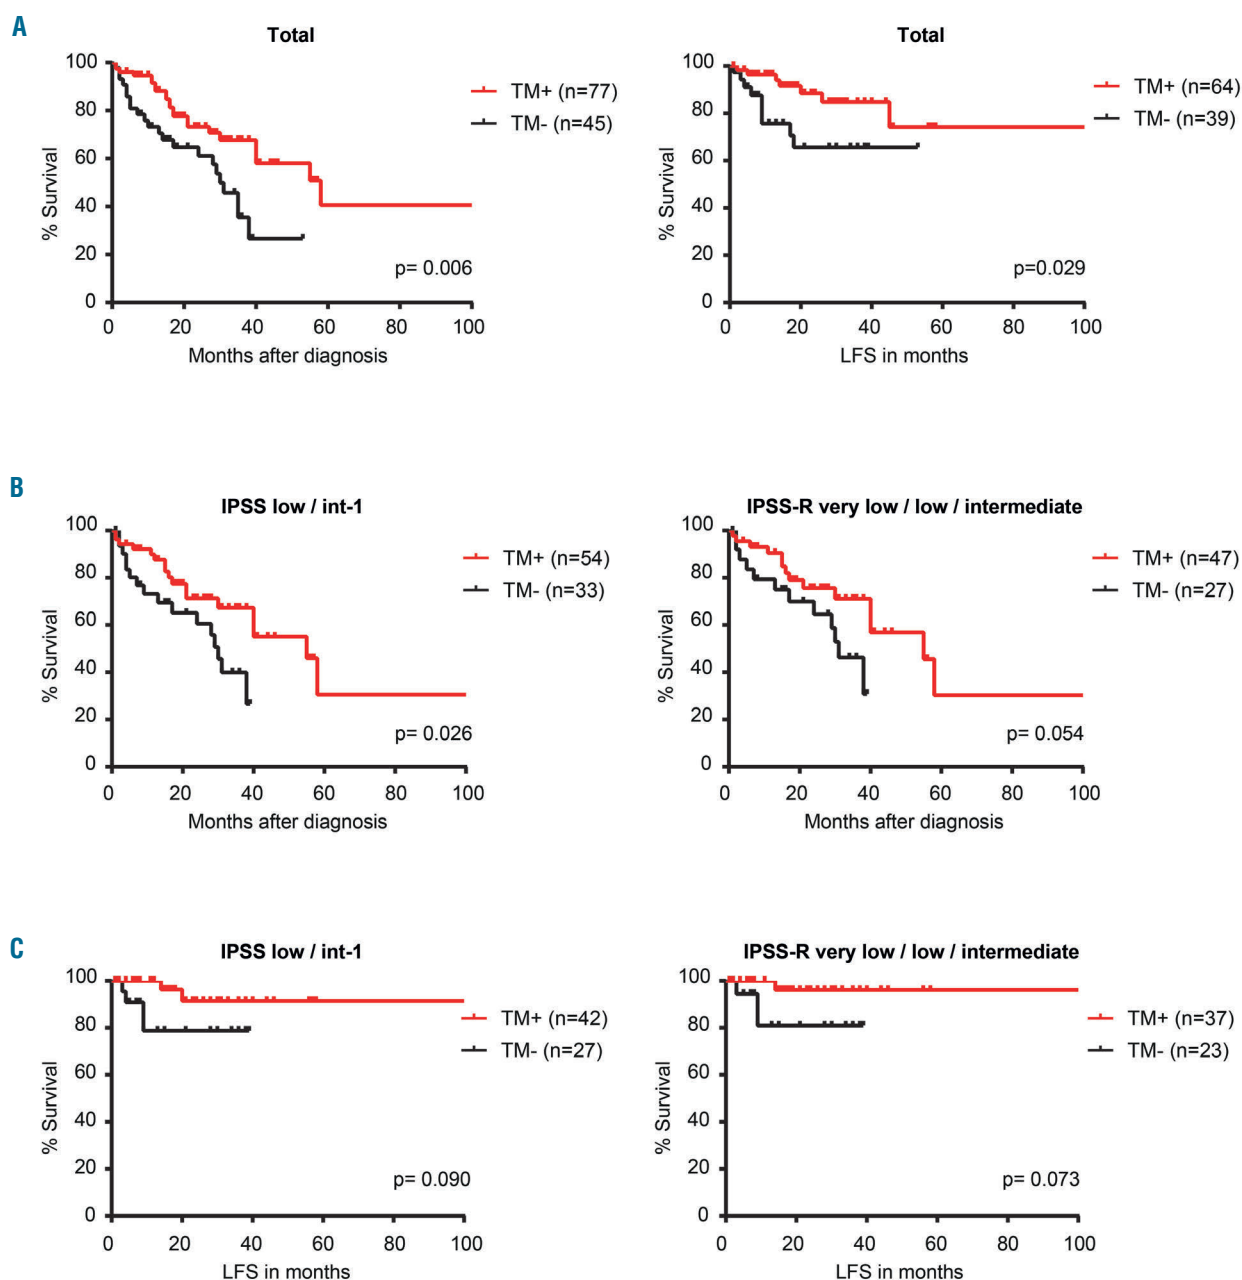 A
Total
100
80
60
40
20
0
% Survival
TM+ (n=77)
TM- (n=45)
p= 0.006
0 20 40 60 80 100
Months after diagnosis
Total
100
80
60
40
20
0
% Survival
TM+ (n=64)
TM- (n=39)
p=0.029
0 20 40 60 80 100
LFS in months
B
IPSS low / int-1
100
80
60
40
20
0
% Survival
TM+ (n=54)
TM- (n=33)
p= 0.026
0 20 40 60 80 100
Months after diagnosis
IPSS-R very low / low / intermediate
100
80
60
40
20
0
% Survival
TM+ (n=47)
TM- (n=27)
p= 0.054
0 20 40 60 80 100
Months after diagnosis
C
IPSS low / int-1
100
80
60
40
20
0
% Survival
TM+ (n=42)
TM- (n=27)
p= 0.090
0 20 40 60 80 100
LFS in months
IPSS-R very low / low / intermediate
100
80
60
40
20
0
% Survival
TM+ (n=37)
TM- (n=23)
p= 0.073
0 20 40 60 80 100
LFS in months